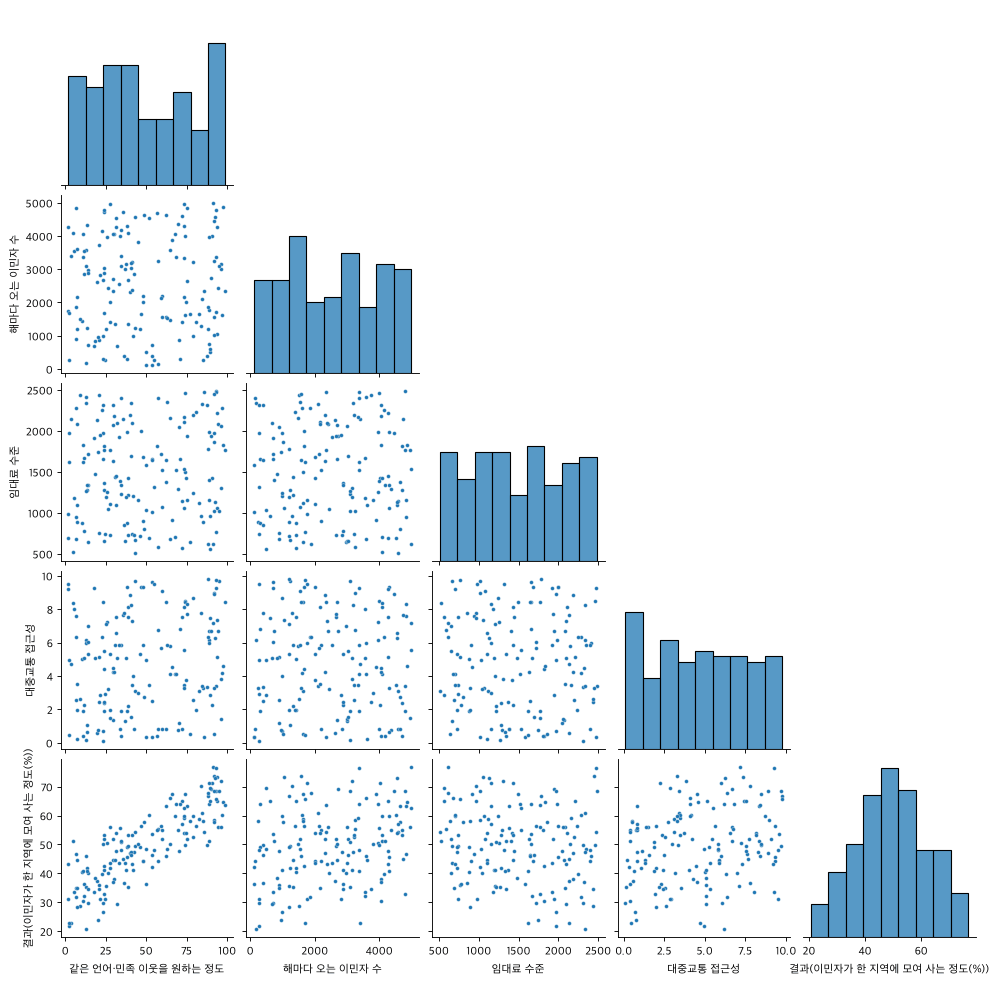 5000
4000
3000
2000
1000
0
해마다 오는 이민자 수
2500
2000
1500
1000
500
임대료 수준
10
8
6
4
2
0
대중교통 접근성
70
60
50
40
30
20
결과(이민자가 한 지역에 모여 사는 정도(%))
0 25 50 75 100
같은 언어·민족 이웃을 원하는 정도
0 2000 4000
해마다 오는 이민자 수
500 1000 1500 2000 2500
임대료 수준
0.0 2.5 5.0 7.5 10.0
대중교통 접근성
20 40 60
결과(이민자가 한 지역에 모여 사는 정도(%))